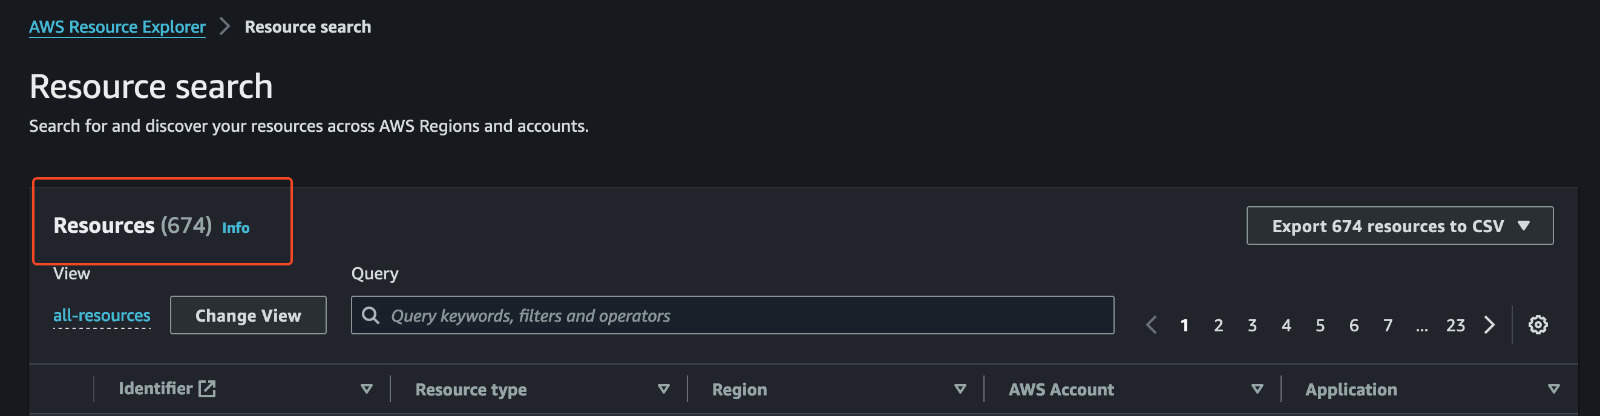 AWS Resource Explorer > Resource search
Resource search
Search for and discover your resources across AWS Regions and accounts.
Resources (674) Info
Export 674 resources to CSV
View
Query
all-resources
Change View
Query keywords, filters and operators
1 2 3 4 5 6 7 ... 23
Identifier Resource type Region AWS Account Application